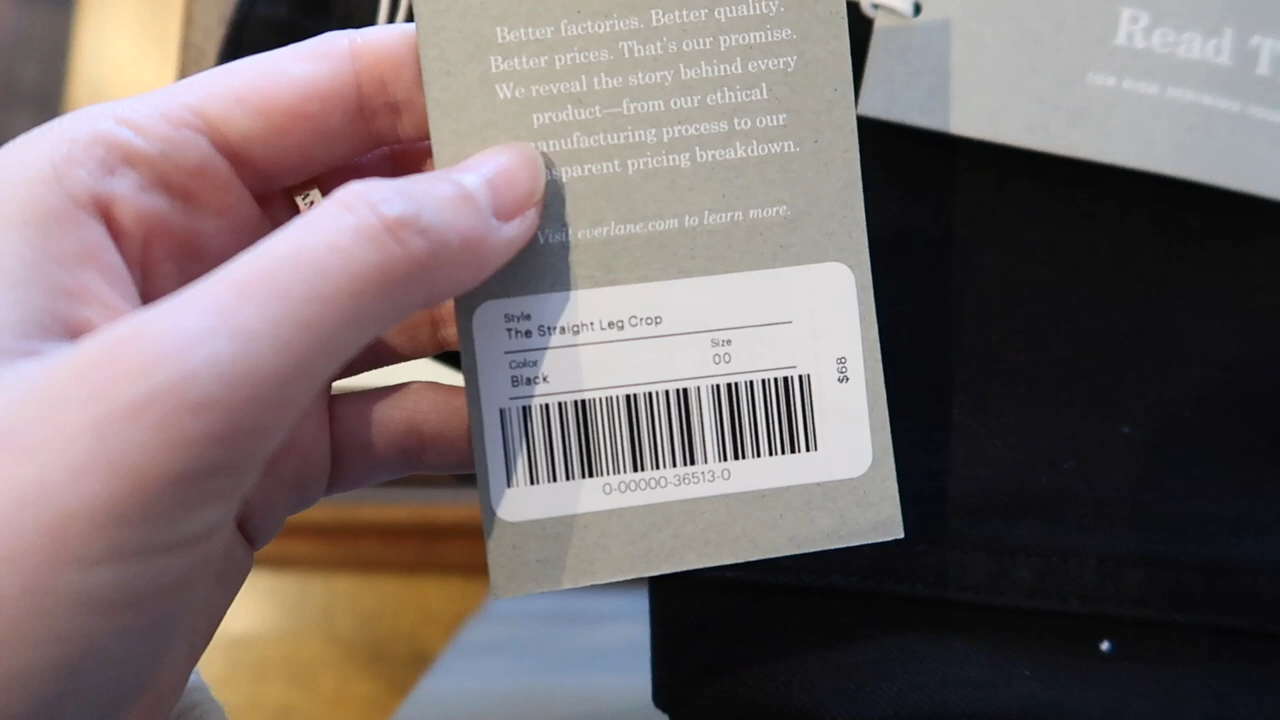 Better factories. Better quality.
Better prices. That's our promise.
We reveal the story behind every
product—from our ethical
anufacturing process to our
nsparent pricing breakdown.
Visit everlane.com to learn more.
Style
The Straight Leg Crop
Color
Size
Black
00
$68
0-00000-36513-0
Read T